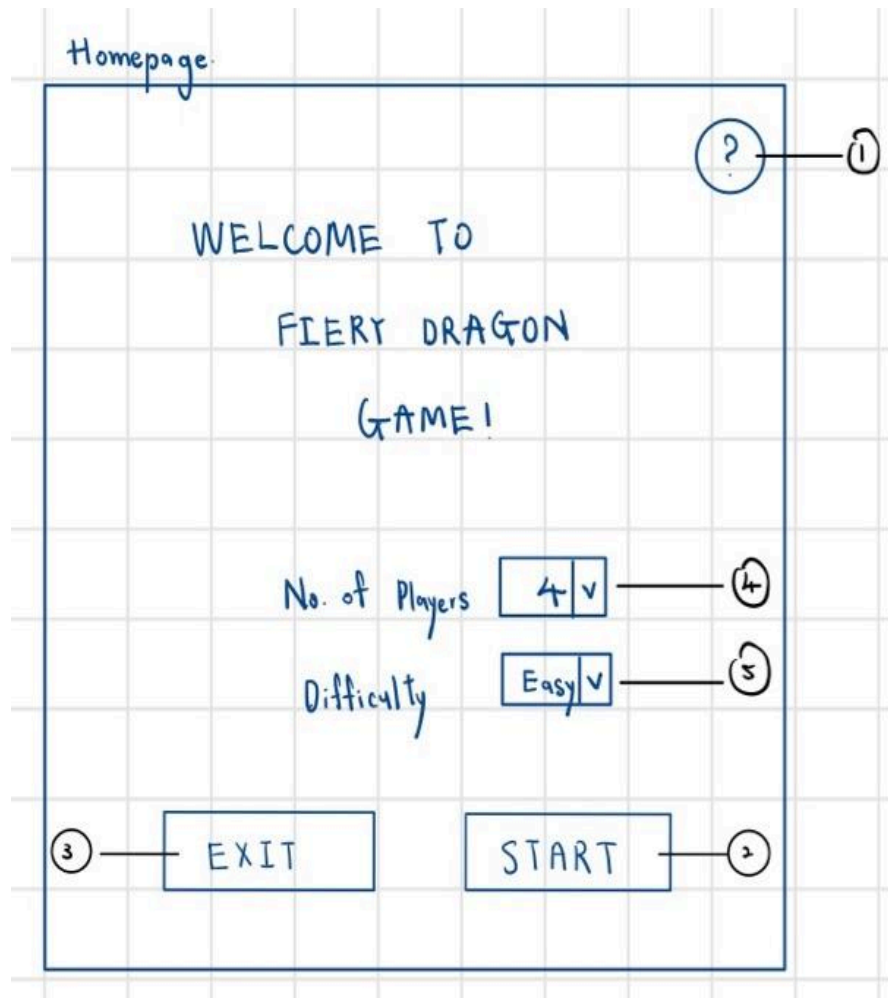 Homepage.
? 1
WELCOME TO
FIERY DRAGON
GAME!
No. of Players 4 v 4
Difficulty Easy v 5
3 EXIT START 2